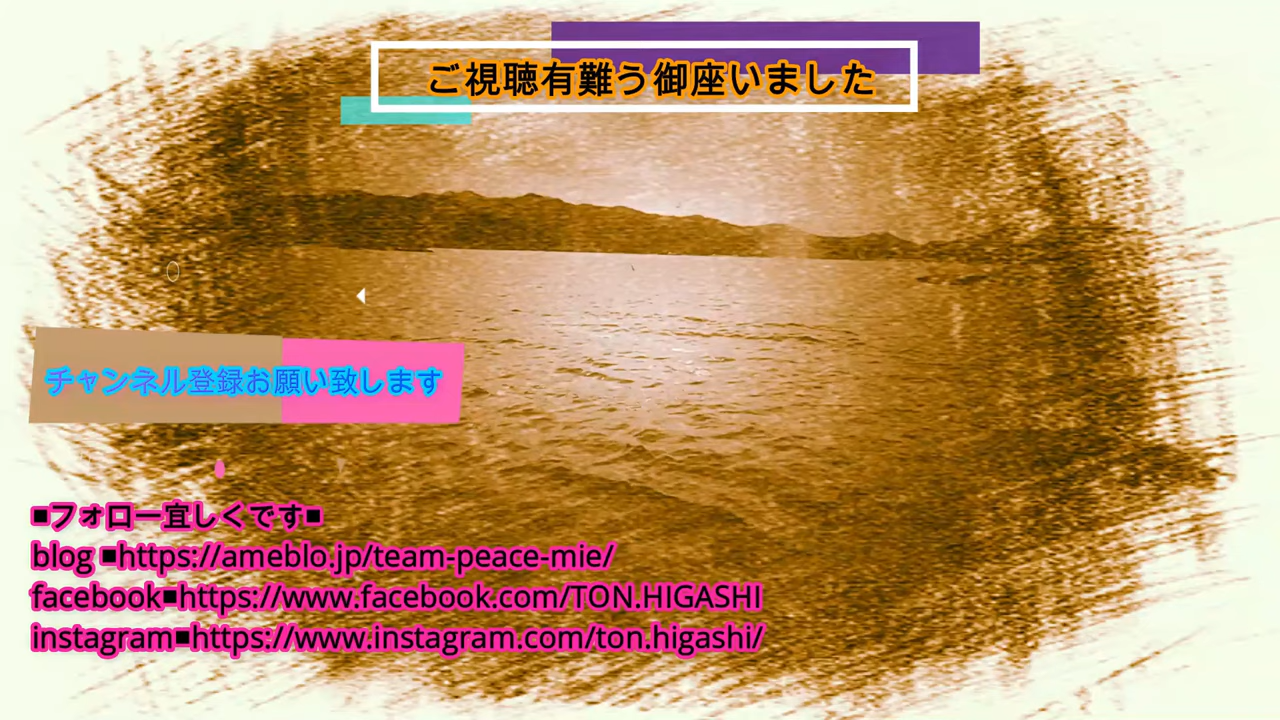 ご視聴有難う御座いました
チャンネル登録お願い致します
■フォロー宜しくです■
blog ■https://ameblo.jp/team-peace-mie/
facebook■https://www.facebook.com/TON.HIGASHI
instagram■https://www.instagram.com/ton.higashi/